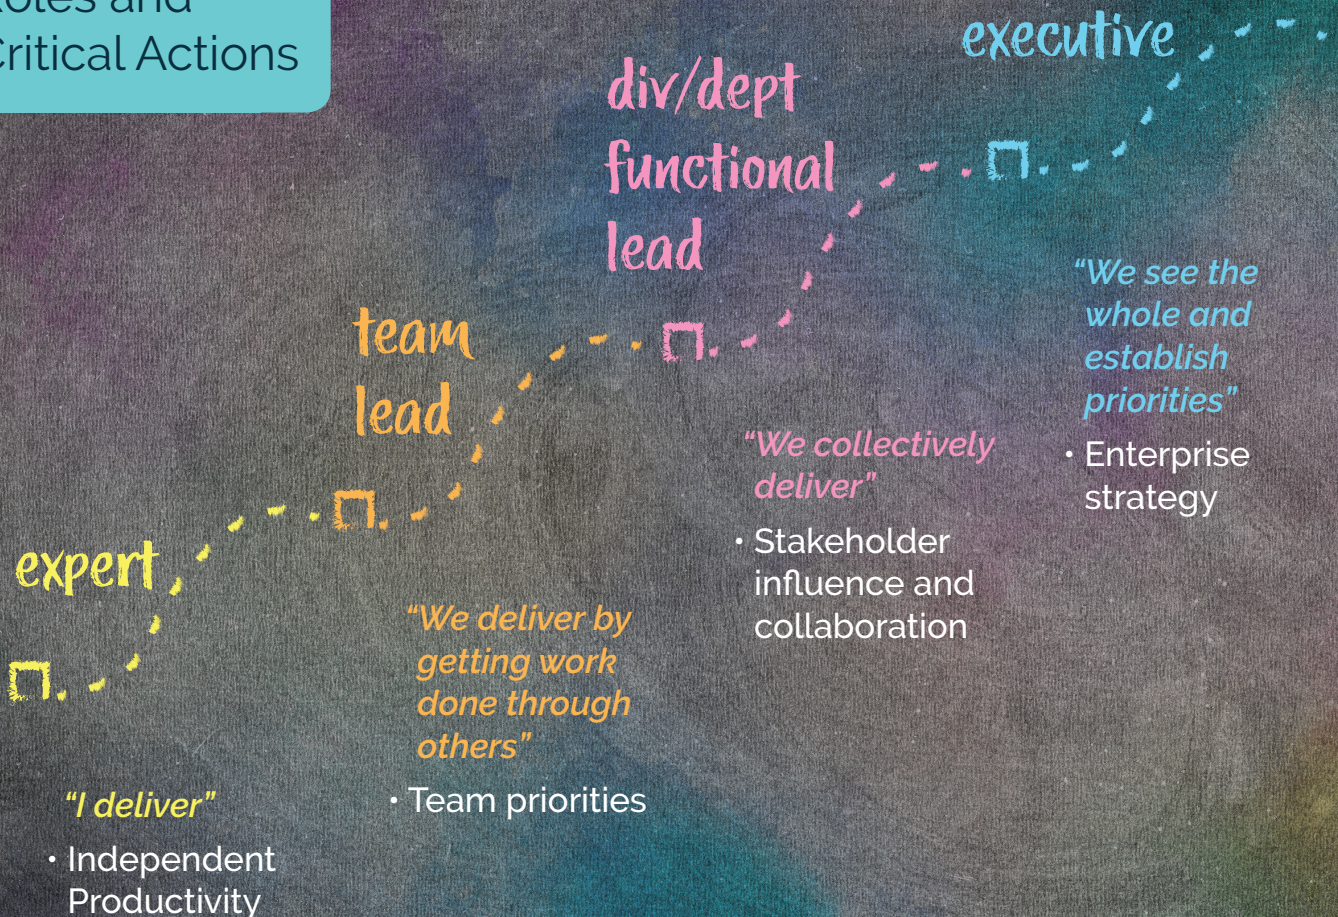 and
Critical Actions
executive
div/dept
functional
lead
team
lead
expert
“We see the
whole and
establish
priorities”
• Enterprise
strategy
“We collectively
deliver”
• Stakeholder
influence and
collaboration
“We deliver by
getting work
done through
others”
• Team priorities
“I deliver”
• Independent
Productivity